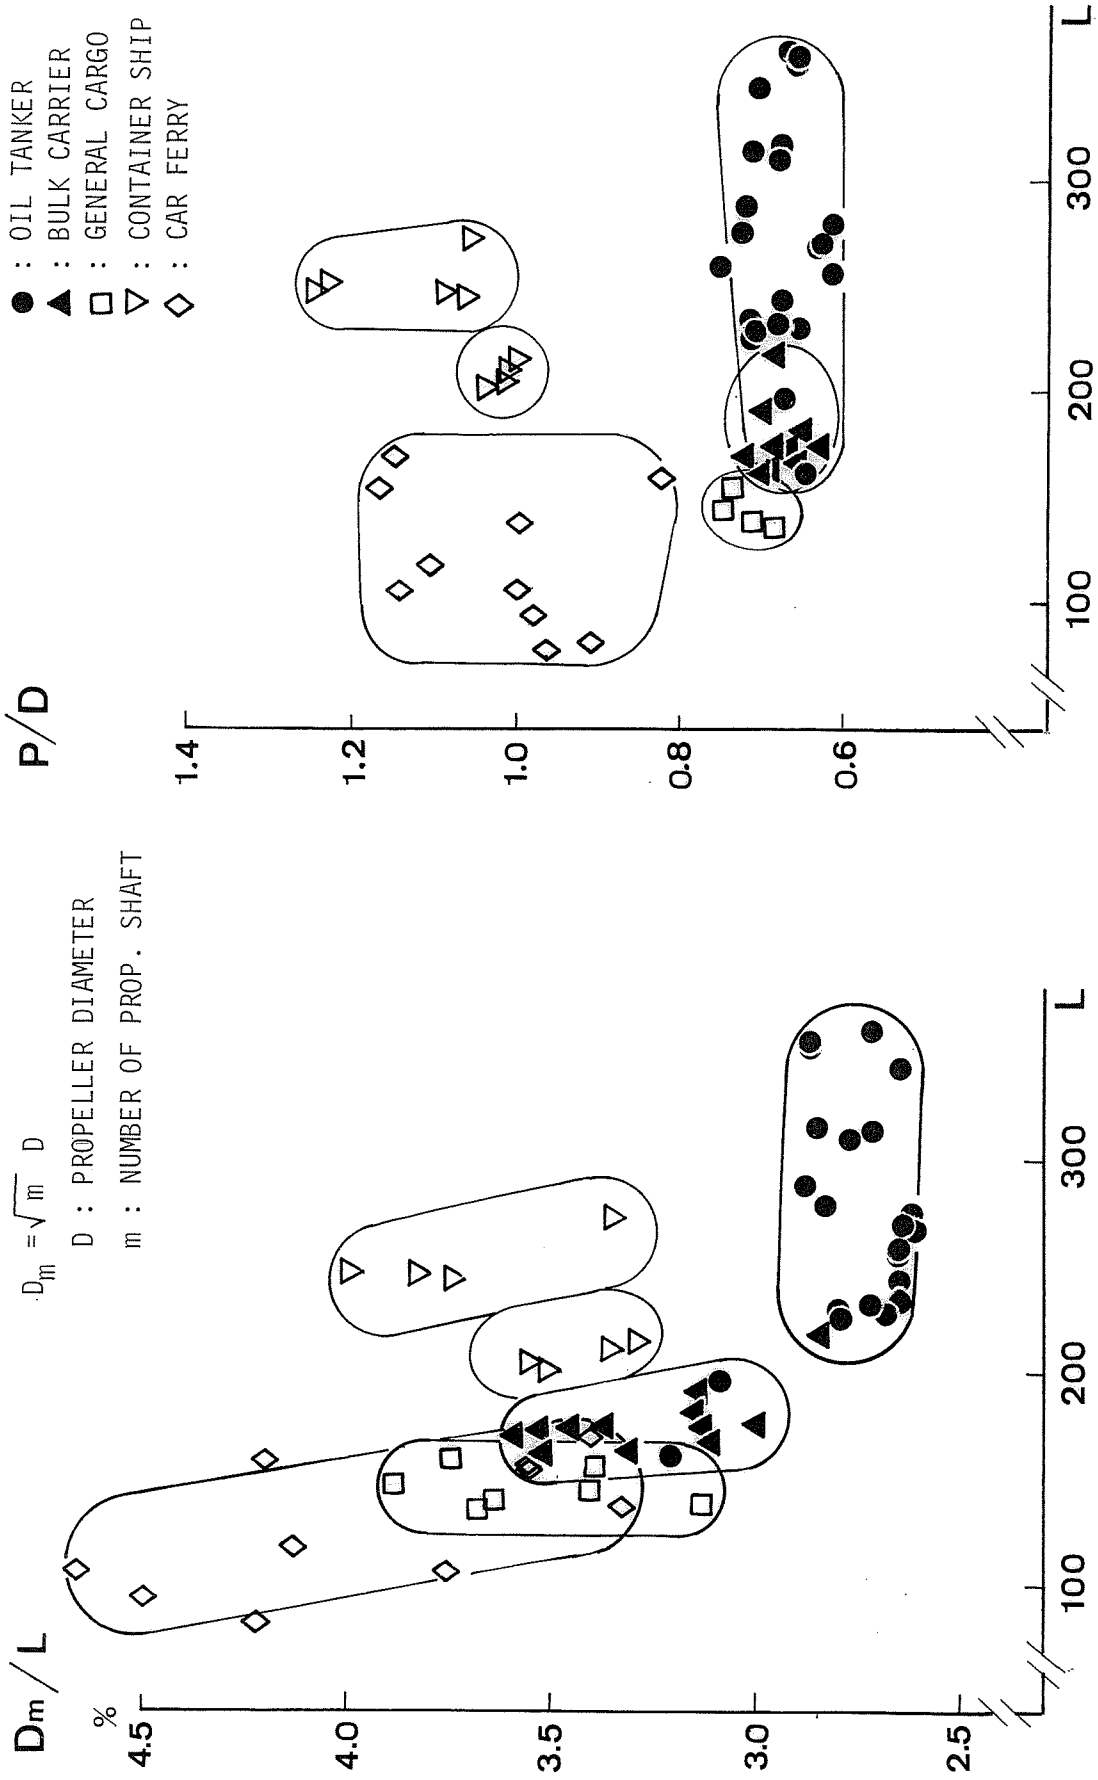 Dm / L
%
4.5
4.0
3.5
3.0
2.5
100
200
300
L
Dm = √m D
D : PROPELLER DIAMETER
m : NUMBER OF PROP. SHAFT
P/D
1.4
1.2
1.0
0.8
0.6
100
200
300
L
● : OIL TANKER
▲ : BULK CARRIER
□ : GENERAL CARGO
▽ : CONTAINER SHIP
◇ : CAR FERRY